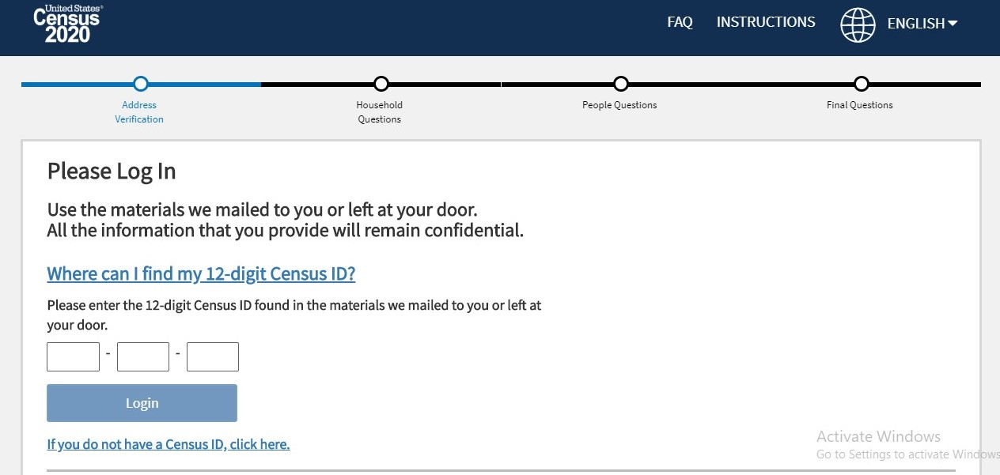 United States®
Census
2020
FAQ
INSTRUCTIONS
ENGLISH
Address
Verification
Household
Questions
People Questions
Final Questions
Please Log In
Use the materials we mailed to you or left at your door.
All the information that you provide will remain confidential.
Where can I find my 12-digit Census ID?
Please enter the 12-digit Census ID found in the materials we mailed to you or left at
your door.
- -
Login
If you do not have a Census ID, click here.
Activate Windows
Go to Settings to activate Windows